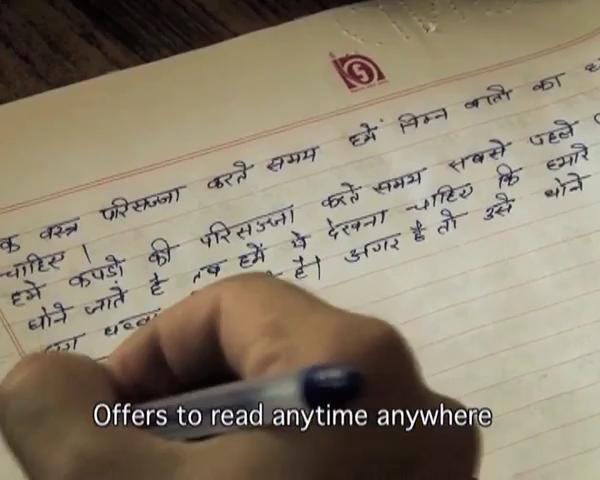 क वस्त्र परिसज्जा करते समय हमें निम्न बातो का
चाहिए।
हमे कपडो की परिसज्जा करते समय सबसे पहले
धोने जाते है तब हमें ये देखना चाहिए कि हमारे
है। अगर है तो उसे धोने
Offers to read anytime anywhere